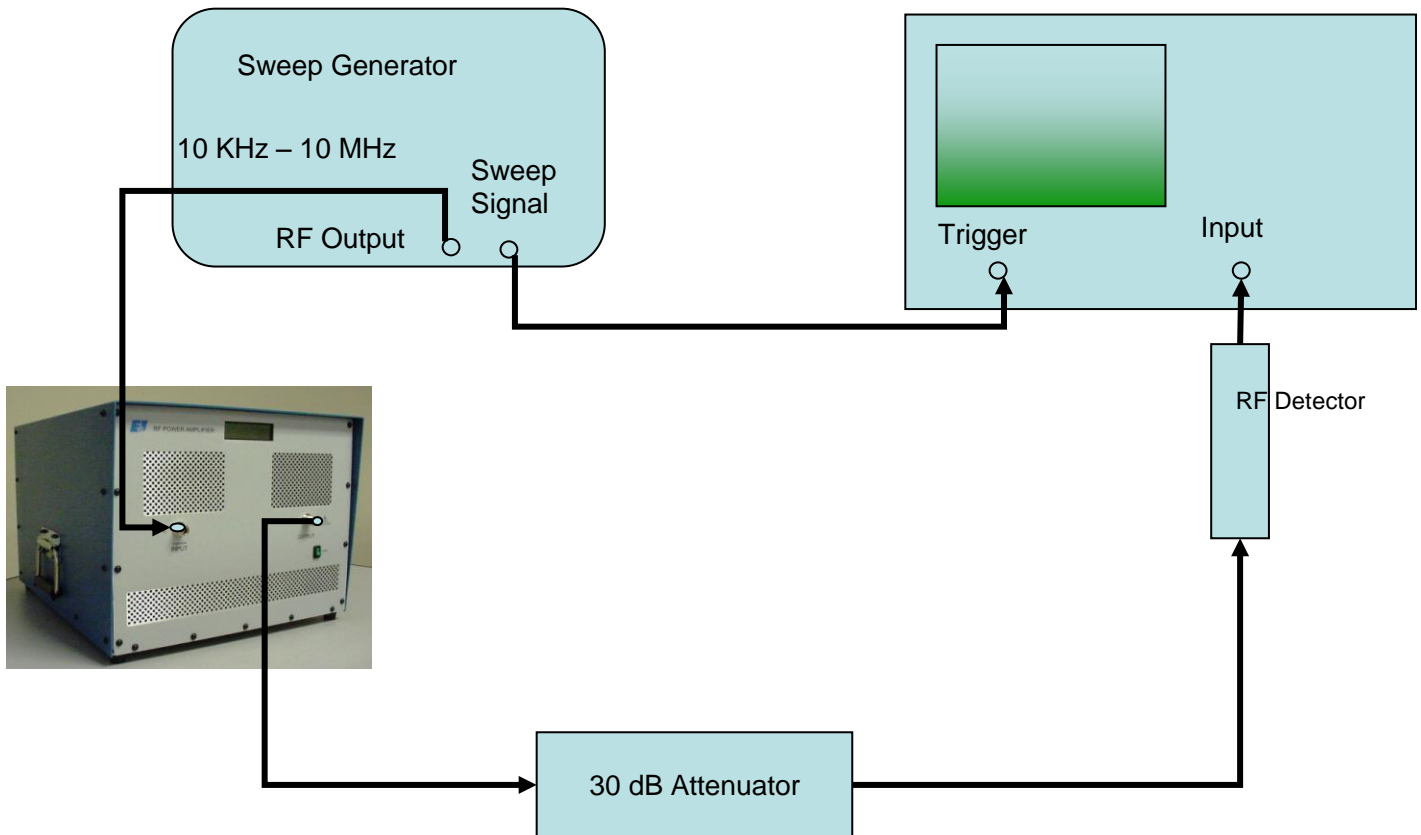 Sweep Generator
10 KHz – 10 MHz
Sweep
Signal
RF Output
Trigger
Input
RF Detector
RF POWER AMPLIFIER
INPUT
OUTPUT
30 dB Attenuator